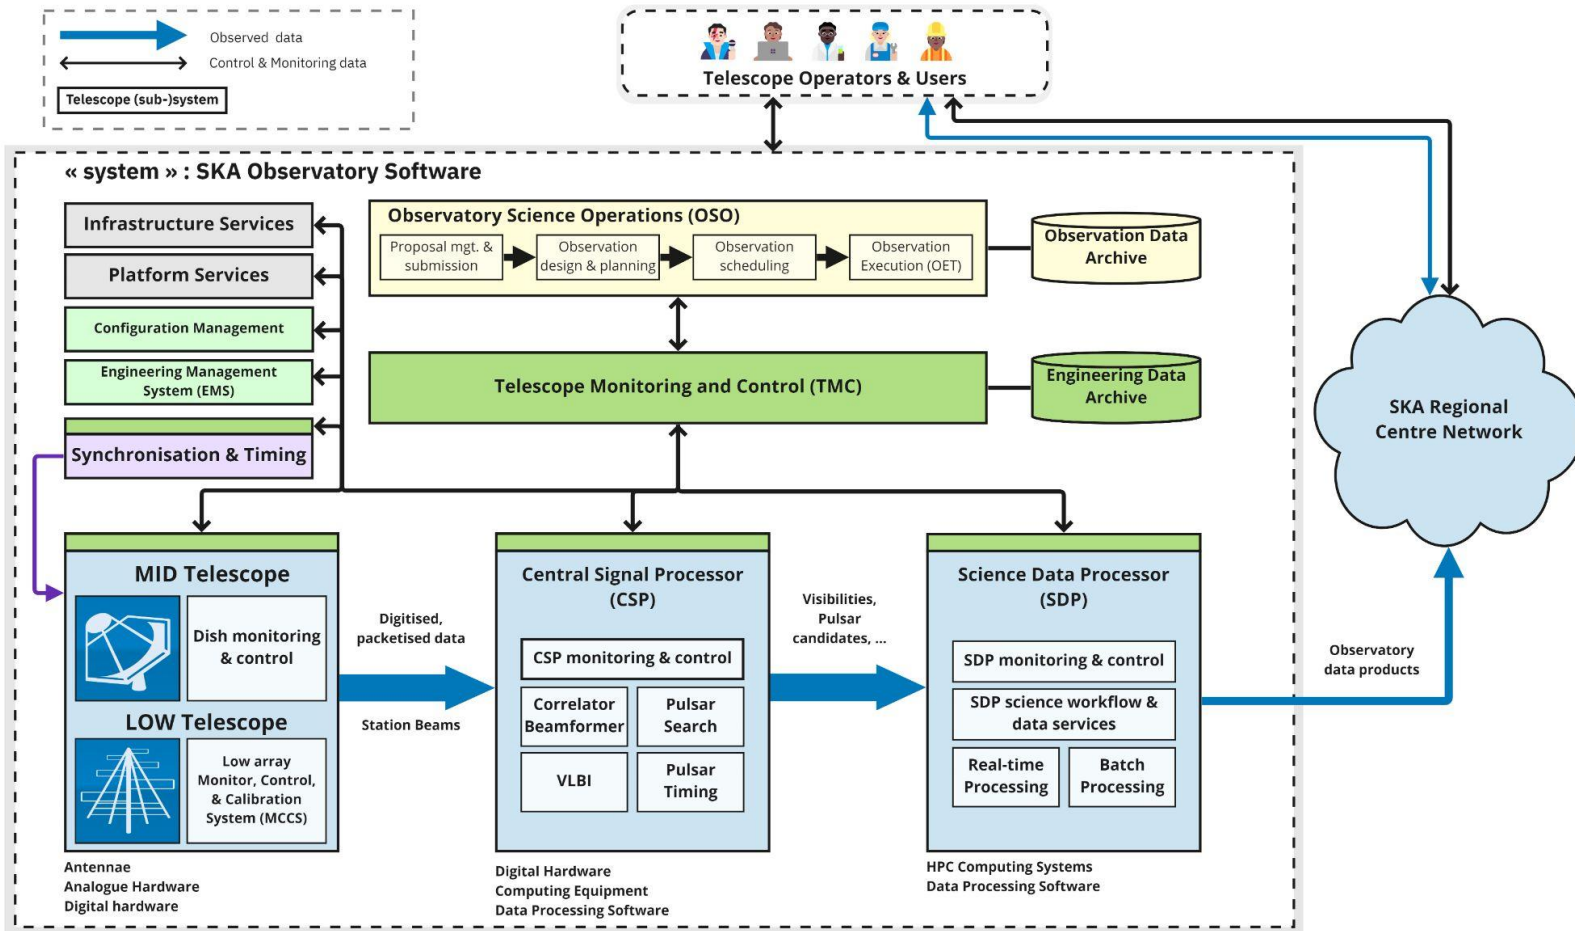 Observed data
Control & Monitoring data
Telescope (sub-)system
Telescope Operators & Users
« system » : SKA Observatory Software
Infrastructure Services
Platform Services
Configuration Management
Engineering Management
System (EMS)
Synchronisation & Timing
Observatory Science Operations (OSO)
Proposal mgt. &
submission
Observation
design & planning
Observation
scheduling
Observation
Execution (OET)
Observation Data
Archive
Telescope Monitoring and Control (TMC)
Engineering Data
Archive
SKA Regional
Centre Network
MID Telescope
Dish monitoring
& control
LOW Telescope
Low array
Monitor, Control,
& Calibration
System (MCCS)
Antennae
Analogue Hardware
Digital hardware
Digitised,
packetised data
Station Beams
Central Signal Processor
(CSP)
CSP monitoring & control
Correlator
Beamformer
Pulsar
Search
VLBI
Pulsar
Timing
Digital Hardware
Computing Equipment
Data Processing Software
Visibilities,
Pulsar
candidates, ...
Science Data Processor
(SDP)
SDP monitoring & control
SDP science workflow &
data services
Real-time
Processing
Batch
Processing
HPC Computing Systems
Data Processing Software
Observatory
data products